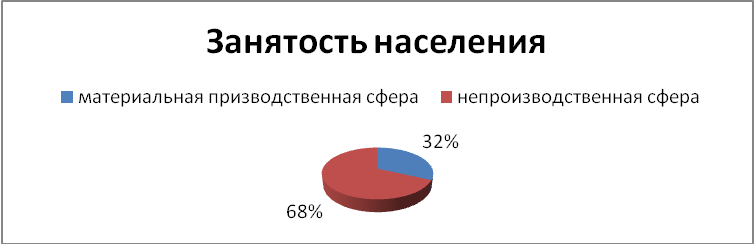 Занятость населения
материальная призводственная сфера непроизводственная сфера
32%
68%